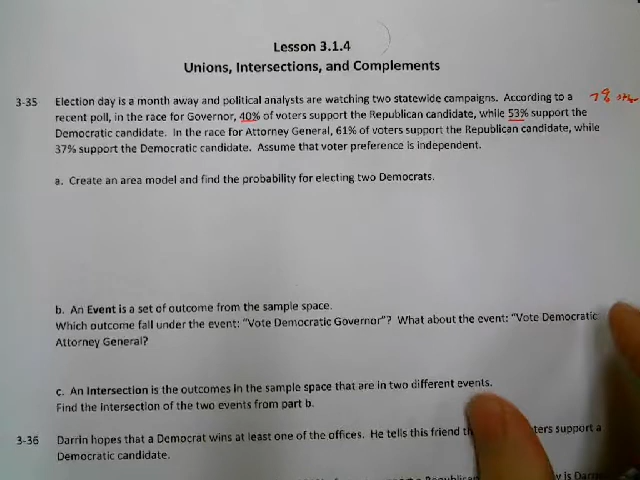 Lesson 3.1.4
Unions, Intersections, and Complements
3-35 Election day is a month away and political analysts are watching two statewide campaigns. According to a 7%
recent poll, in the race for Governor, 40% of voters support the Republican candidate, while 53% support the
Democratic candidate. In the race for Attorney General, 61% of voters support the Republican candidate, while
37% support the Democratic candidate. Assume that voter preference is independent.
a. Create an area model and find the probability for electing two Democrats.
b. An Event is a set of outcome from the sample space.
Which outcome fall under the event: "Vote Democratic Governor"? What about the event: "Vote Democratic
Attorney General?
c. An Intersection is the outcomes in the sample space that are in two different events.
Find the intersection of the two events from part b.
3-36 Darrin hopes that a Democrat wins at least one of the offices. He tells this friend th ters support a
Democratic candidate.